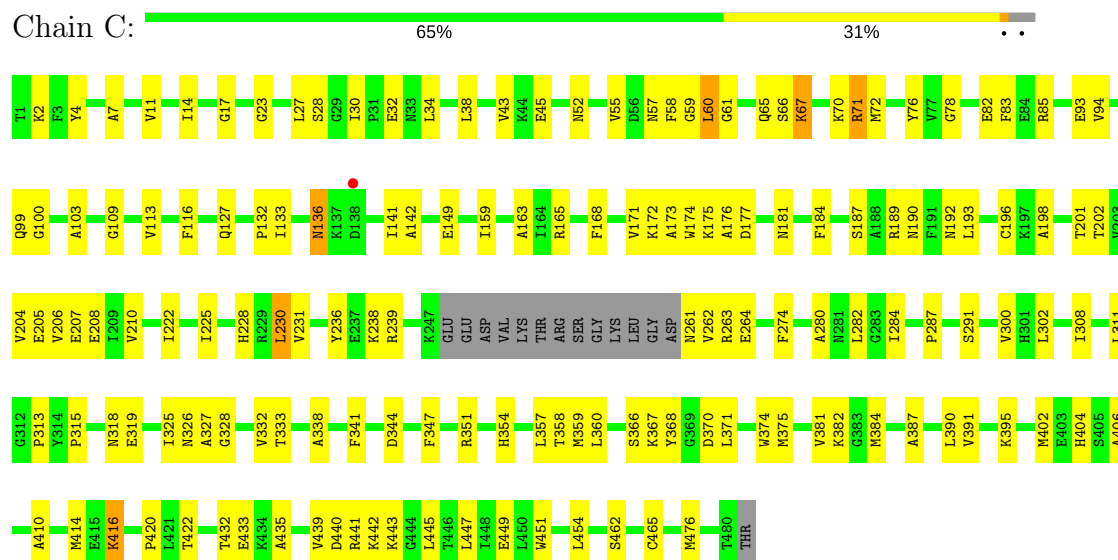 Chain C:
65% 31% • •
T1 K2 F3 Y4 A7 V11 I14 G17 G23 L27 S28 G29 I30 P31 E32 N33 L34 L38 V43 K44 E45 N52 V55 D56 N57 F58 G59 L60 G61 Q65 S66 K67 K70 R71 M72 Y76 V77 G78 E82 F83 E84 R85 E93 V94
Q99 G100 A103 G109 V113 F116 Q127 P132 I133 N136 K137 D138 I141 A142 E149 I159 A163 I164 R165 F168 V171 K172 A173 W174 K175 A176 D177 N181 F184 S187 A188 R189 N190 F191 N192 L193 C196 K197 A198 T201 T202 V203
V204 E205 V206 E207 E208 I209 V210 I222 I225 H228 R229 L230 V231 Y236 E237 K238 R239 K247 GLU GLU ASP VAL LYS THR ARG SER GLY LYS LEU GLY ASP N261 V262 R263 E264 F274 A280 N281 L282 G283 I284 P287 S291 V300 H301 L302 I308 L311
G312 P313 Y314 P315 N318 E319 I325 N326 A327 G328 V332 T333 A338 F341 D344 F347 R351 H354 L357 T358 M359 L360 S366 K367 Y368 G369 D370 L371 W374 M375 V381 K382 G383 M384 A387 L390 V391 K395 M402 E403 H404 S405 A406
A410 M414 E415 K416 P420 L421 T422 T432 E433 K434 A435 V439 D440 R441 K442 K443 G444 L445 T446 L447 I448 E449 L450 W451 L454 S462 C465 M476 T480 THR